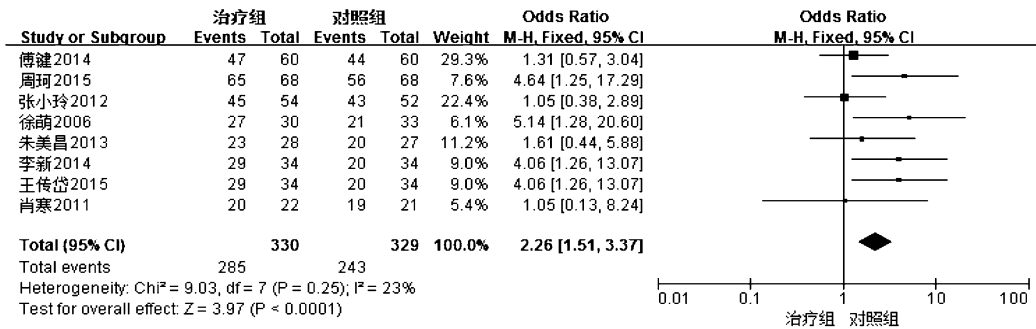 治疗组 对照组 Odds Ratio Odds Ratio
Study or Subgroup Events Total Events Total Weight M-H, Fixed, 95% CI M-H, Fixed, 95% CI
傅健2014 47 60 44 60 29.3% 1.31 [0.57, 3.04]
周珂2015 65 68 56 68 7.6% 4.64 [1.25, 17.29]
张小玲2012 45 54 43 52 22.4% 1.05 [0.38, 2.89]
徐萌2006 27 30 21 33 6.1% 5.14 [1.28, 20.60]
朱美昌2013 23 28 20 27 11.2% 1.61 [0.44, 5.88]
李新2014 29 34 20 34 9.0% 4.06 [1.26, 13.07]
王传岱2015 29 34 20 34 9.0% 4.06 [1.26, 13.07]
肖寒2011 20 22 19 21 5.4% 1.05 [0.13, 8.24]
Total (95% CI) 330 329 100.0% 2.26 [1.51, 3.37]
Total events 285 243
Heterogeneity: Chi² = 9.03, df = 7 (P = 0.25); I² = 23%
Test for overall effect: Z = 3.97 (P < 0.0001)
0.01 0.1 1 10 100
治疗组 对照组